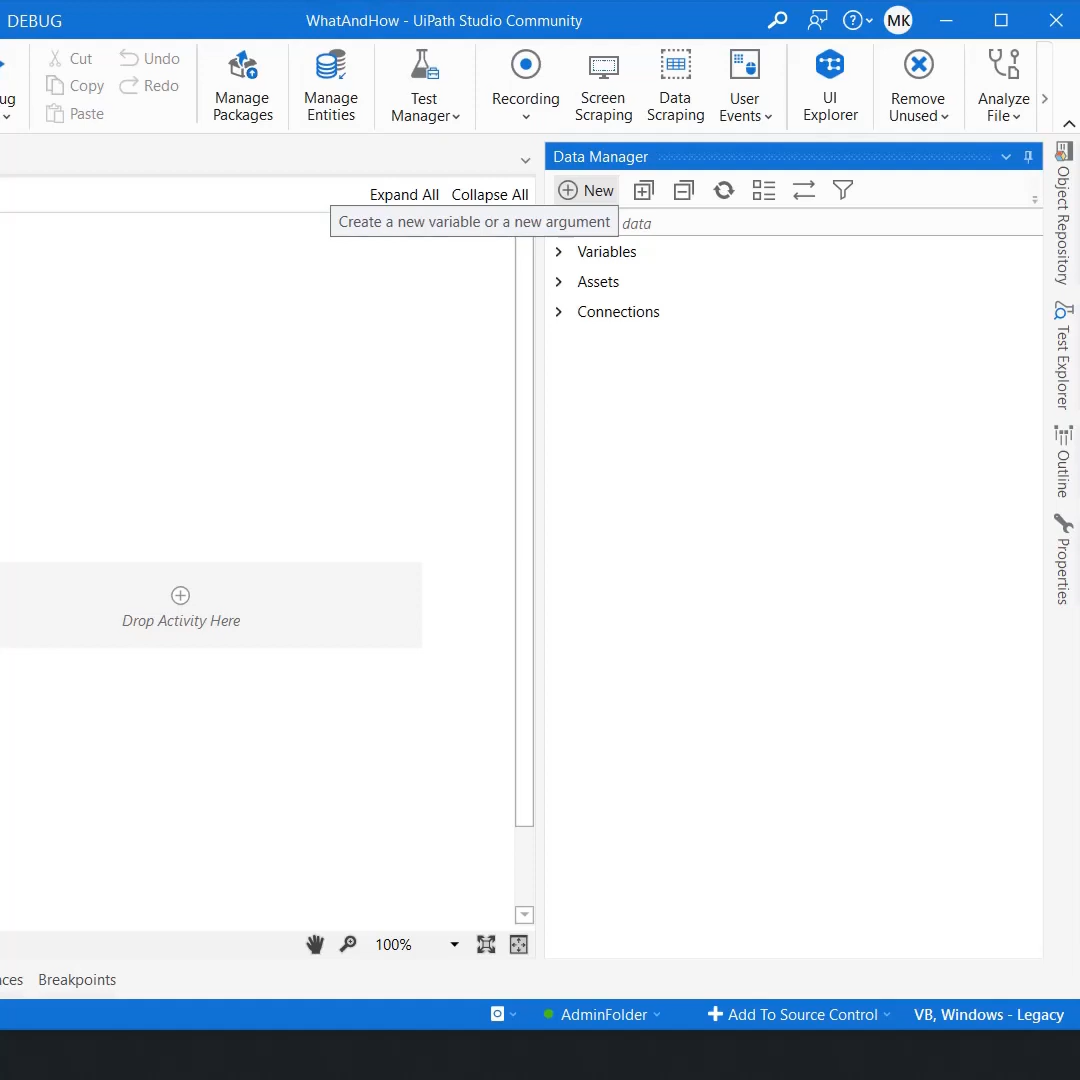 DEBUG
WhatAndHow - UiPath Studio Community
MK
Cut
Undo
Copy
Redo
Paste
ug
Manage
Packages
Manage
Entities
Test
Manager
Recording
Screen
Scraping
Data
Scraping
User
Events
UI
Explorer
Remove
Unused
Analyze
File
Data Manager
Expand All
Collapse All
New
Create a new variable or a new argument
data
Variables
Assets
Connections
Object Repository
Test Explorer
Outline
Properties
Drop Activity Here
100%
nces
Breakpoints
AdminFolder
Add To Source Control
VB, Windows - Legacy